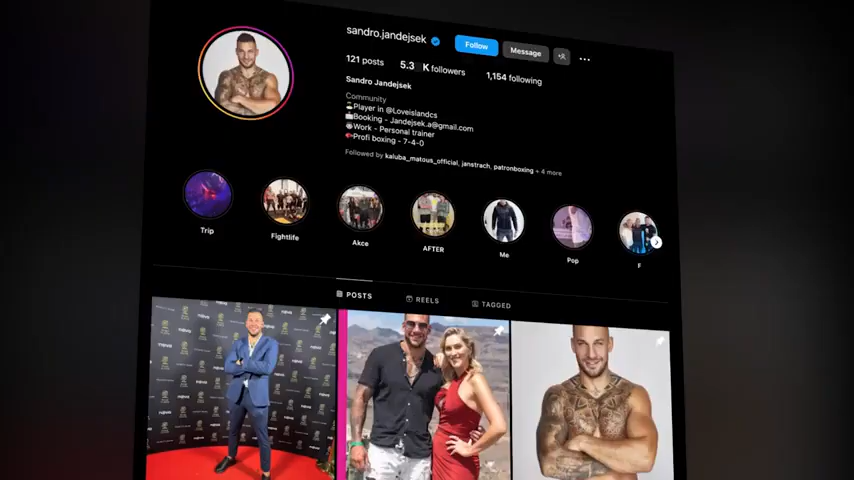 sandro.jandejsek
Follow
Message
121 posts
5.3 K followers
1,154 following
Sandro Jandejsek
Community
Player in @Loveislandcs
Booking - Jandejsek.a@gmail.com
Work - Personal trainer
Profi boxing - 7-4-0
Followed by kaluba_matous_official, janstrach, patronboxing + 4 more
Trip
Fightlife
Akce
AFTER
Me
Pop
F
POSTS
REELS
TAGGED